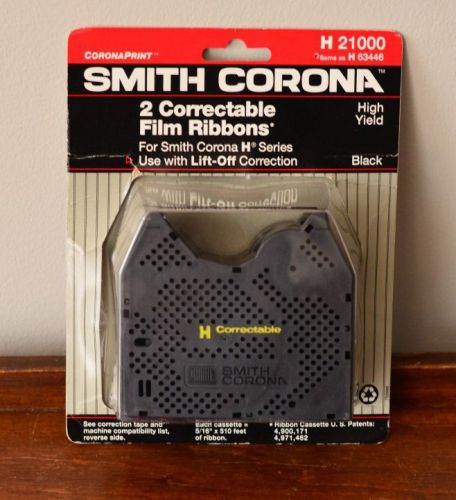 CORONAPRINT™
H 21000
Same as H 63446
SMITH CORONA™
2 Correctable
Film Ribbons*
High
Yield
For Smith Corona H® Series
Use with Lift-Off Correction
Black
H Correctable
SMITH
CORONA
See correction tape and
machine compatibility list,
reverse side.
Each cassette =
5/16" x 510 feet
of ribbon.
* Ribbon Cassette U. S. Patents:
4,900,171
4,971,462